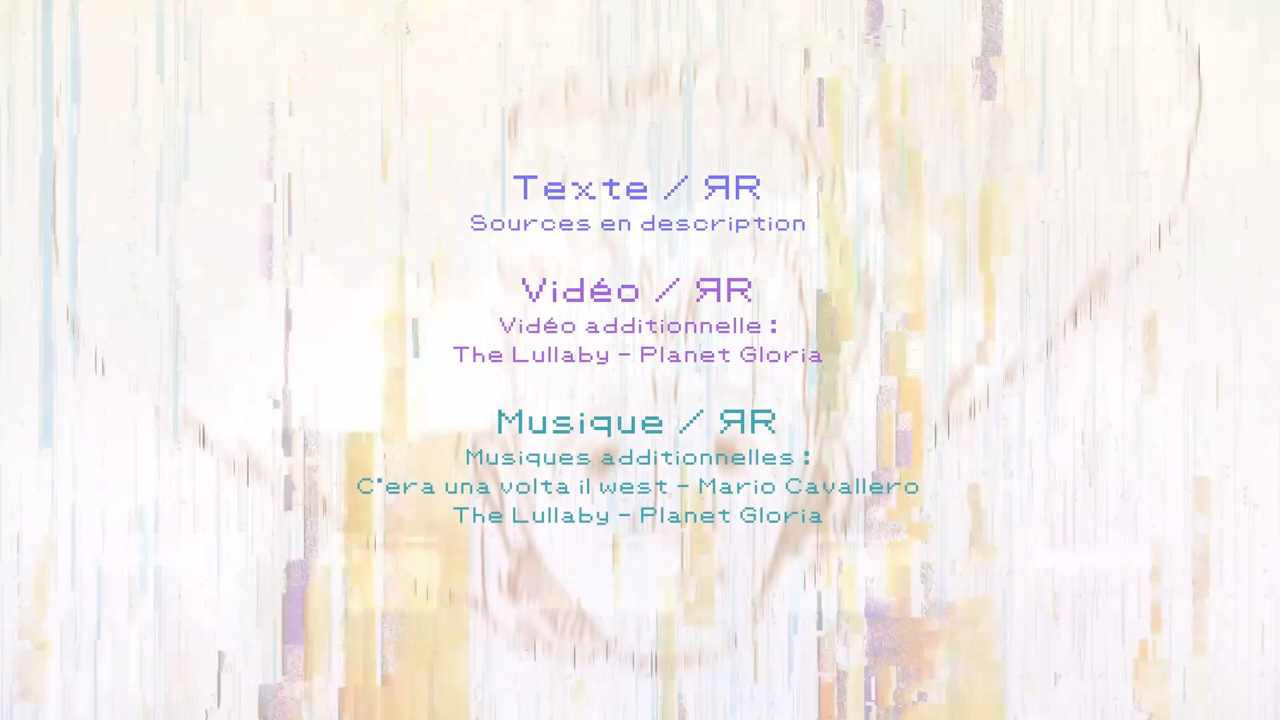 Texte / ЯR
Sources en description
Vidéo / ЯR
Vidéo additionnelle :
The Lullaby - Planet Gloria
Musique / ЯR
Musiques additionnelles :
C'era una volta il west - Mario Cavallero
The Lullaby - Planet Gloria